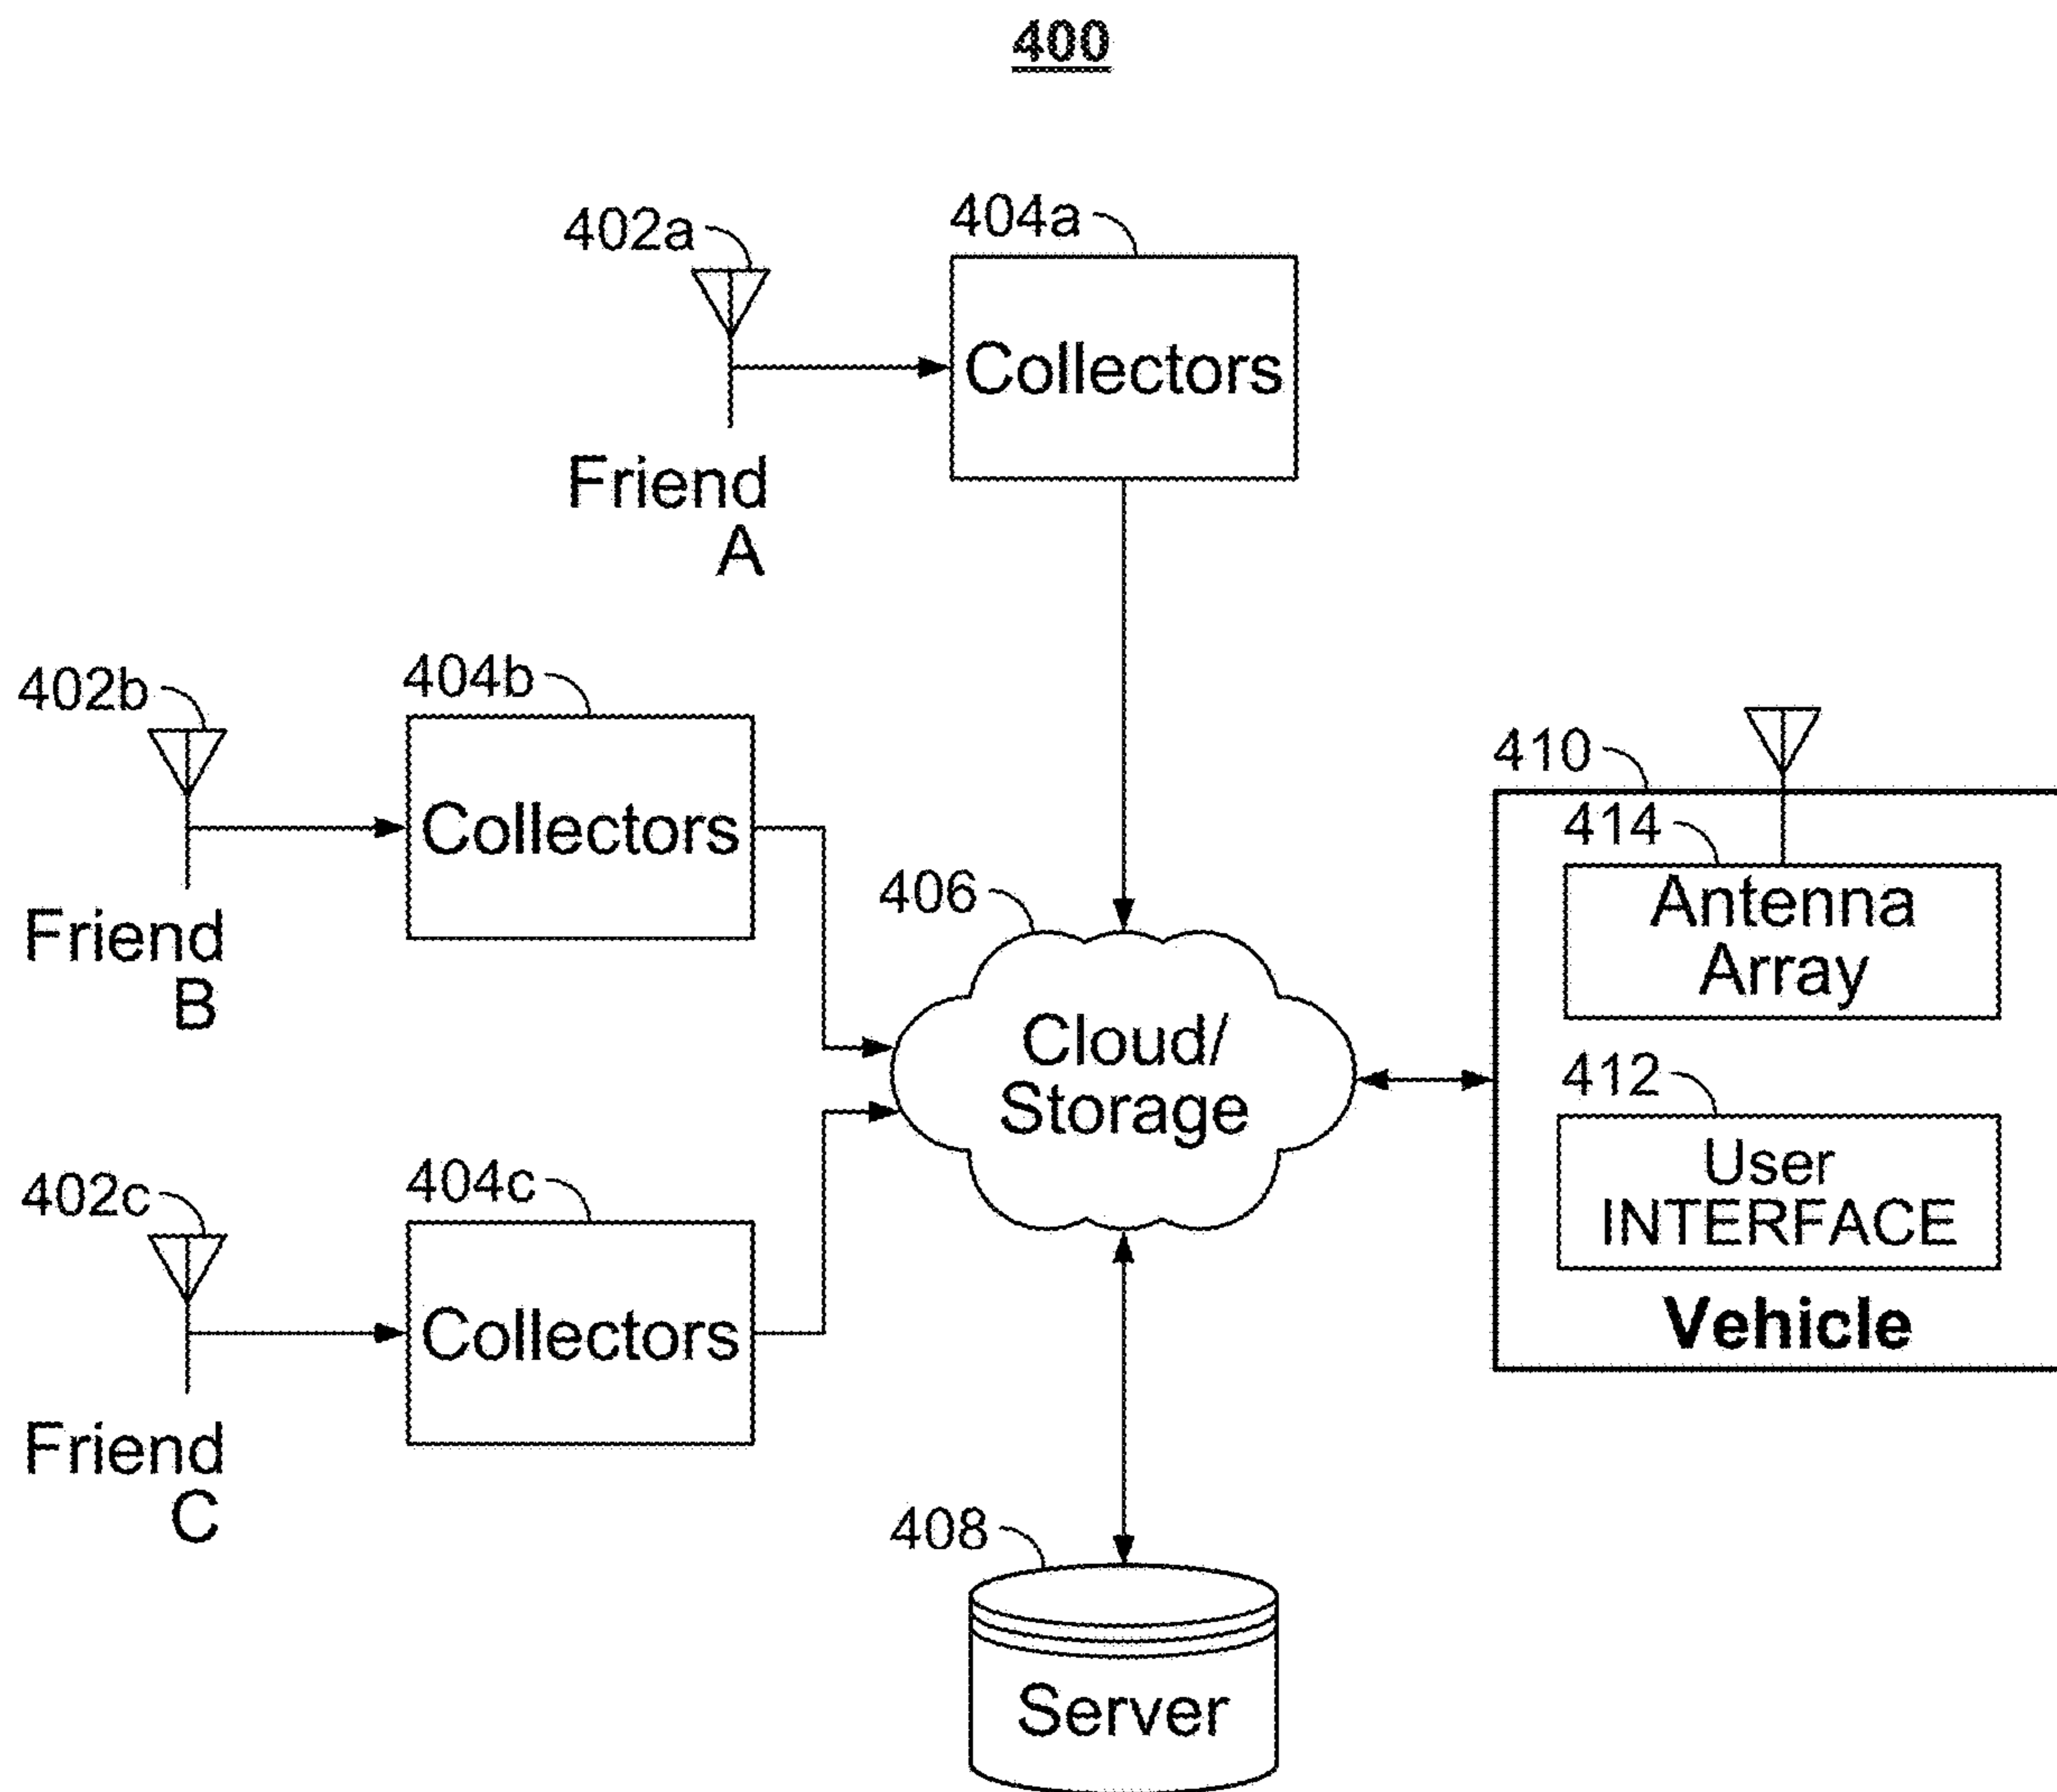 400
402a
404a
Collectors
Friend
A
402b
404b
Collectors
Friend
B
402c
404c
Collectors
Friend
C
406
Cloud/
Storage
408
Server
410
414
Antenna
Array
412
User
INTERFACE
Vehicle